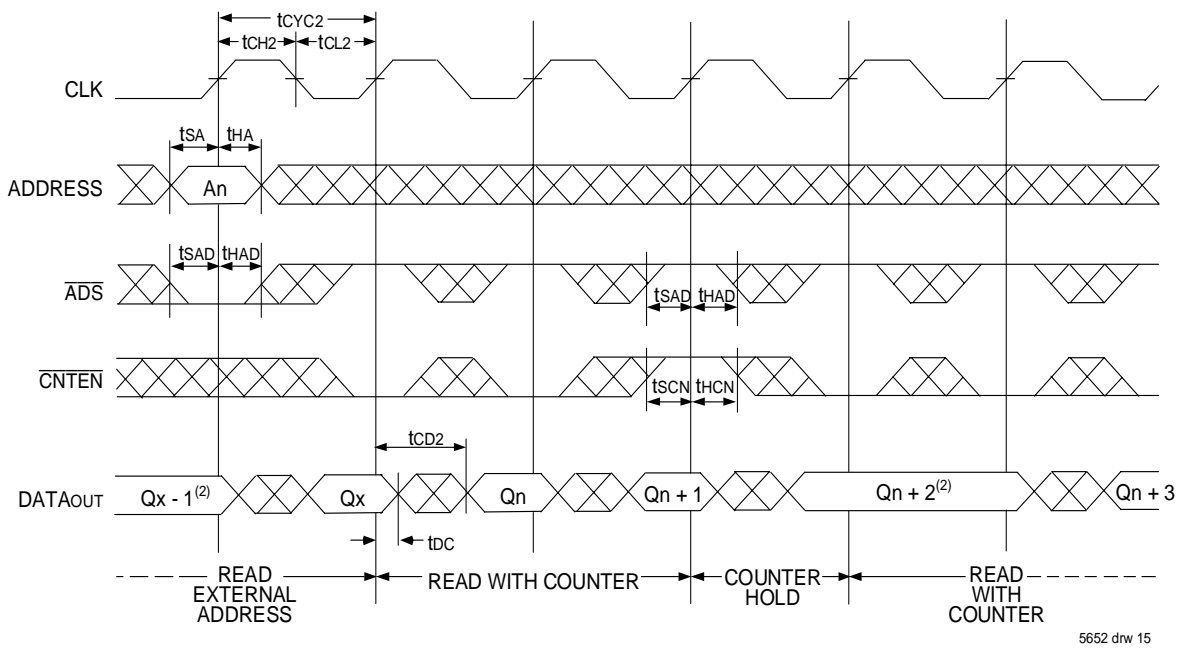 tCYC2
tCH2 tCL2
CLK
tSA tHA
ADDRESS An
tSAD tHAD
ADS
tSAD tHAD
CNTEN
tSCN tHCN
tCD2
DATAOUT Qx - 1(2) Qx Qn Qn + 1 Qn + 2(2) Qn + 3
tDC
READ EXTERNAL ADDRESS
READ WITH COUNTER
COUNTER HOLD
READ WITH COUNTER
5652 drw 15